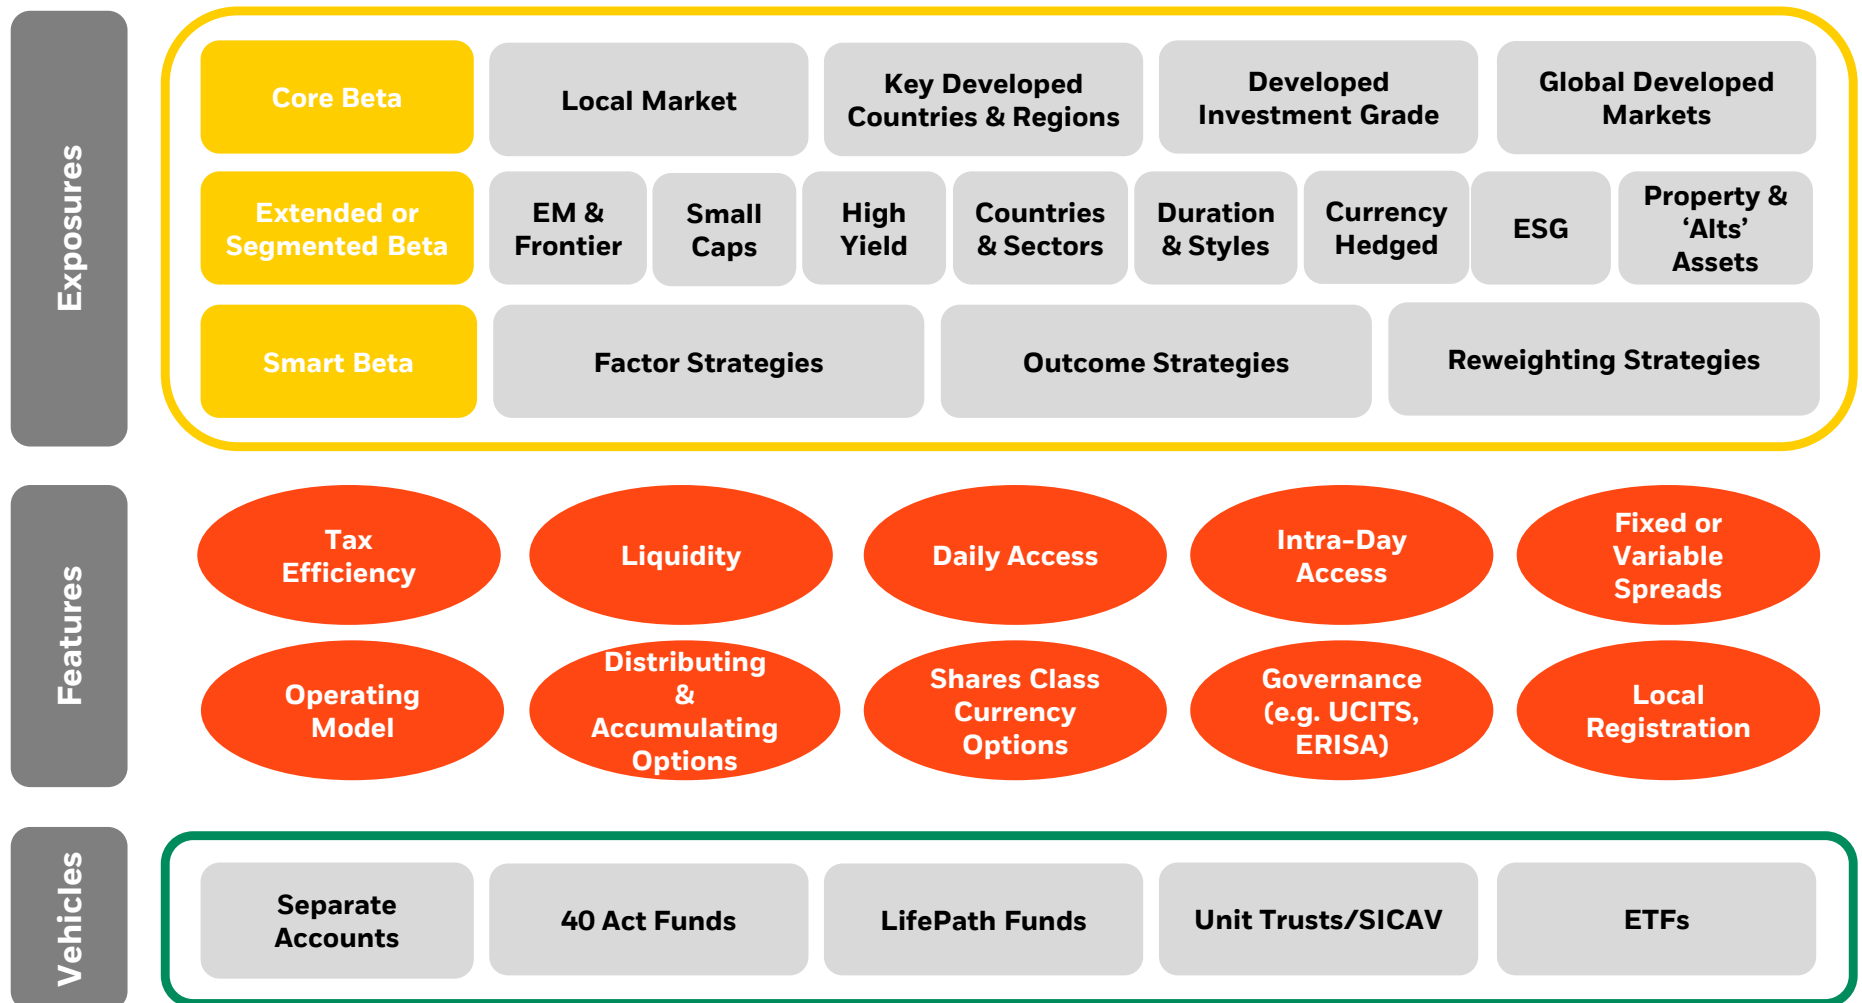 Exposures
Core Beta
Local Market
Key Developed
Countries & Regions
Developed
Investment Grade
Global Developed
Markets
Extended or
Segmented Beta
EM &
Frontier
Small
Caps
High
Yield
Countries
& Sectors
Duration
& Styles
Currency
Hedged
ESG
Property &
‘Alts’
Assets
Smart Beta
Factor Strategies
Outcome Strategies
Reweighting Strategies
Features
Tax
Efficiency
Liquidity
Daily Access
Intra-Day
Access
Fixed or
Variable
Spreads
Operating
Model
Distributing
&
Accumulating
Options
Shares Class
Currency
Options
Governance
(e.g. UCITS,
ERISA)
Local
Registration
Vehicles
Separate
Accounts
40 Act Funds
LifePath Funds
Unit Trusts/SICAV
ETFs